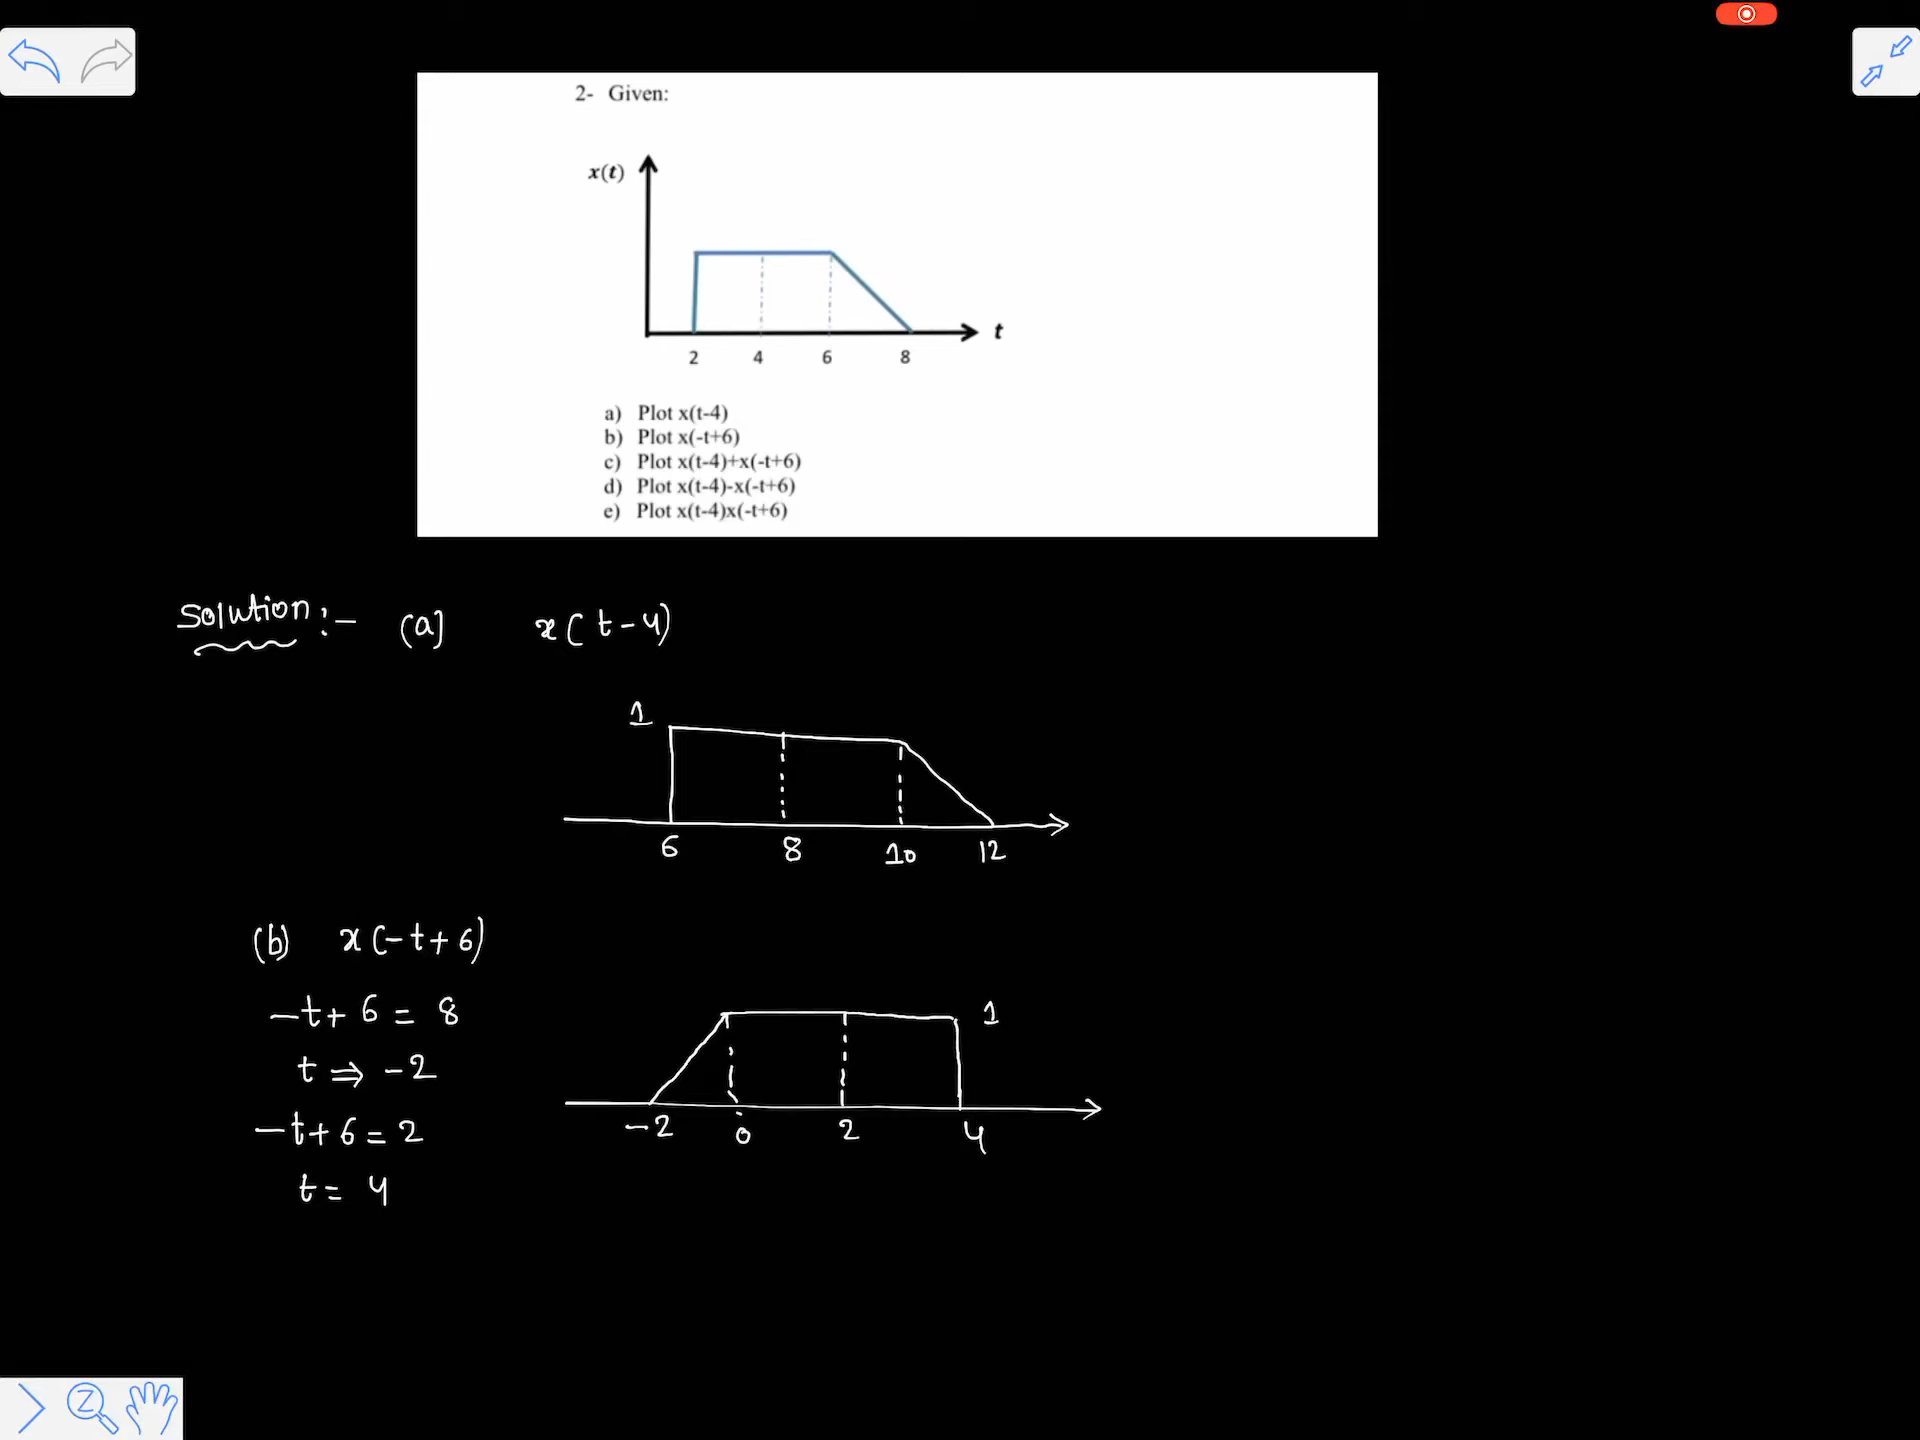 2- Given:
x(t)
t
2 4 6 8
a) Plot x(t-4)
b) Plot x(-t+6)
c) Plot x(t-4)+x(-t+6)
d) Plot x(t-4)-x(-t+6)
e) Plot x(t-4)x(-t+6)
Solution:- (a) x(t-4)
1
6 8 10 12
(b) x(-t+6)
-t+6 = 8
1
t ⇒ -2
-t+6=2
-2 0 2 4
t= 4
Z